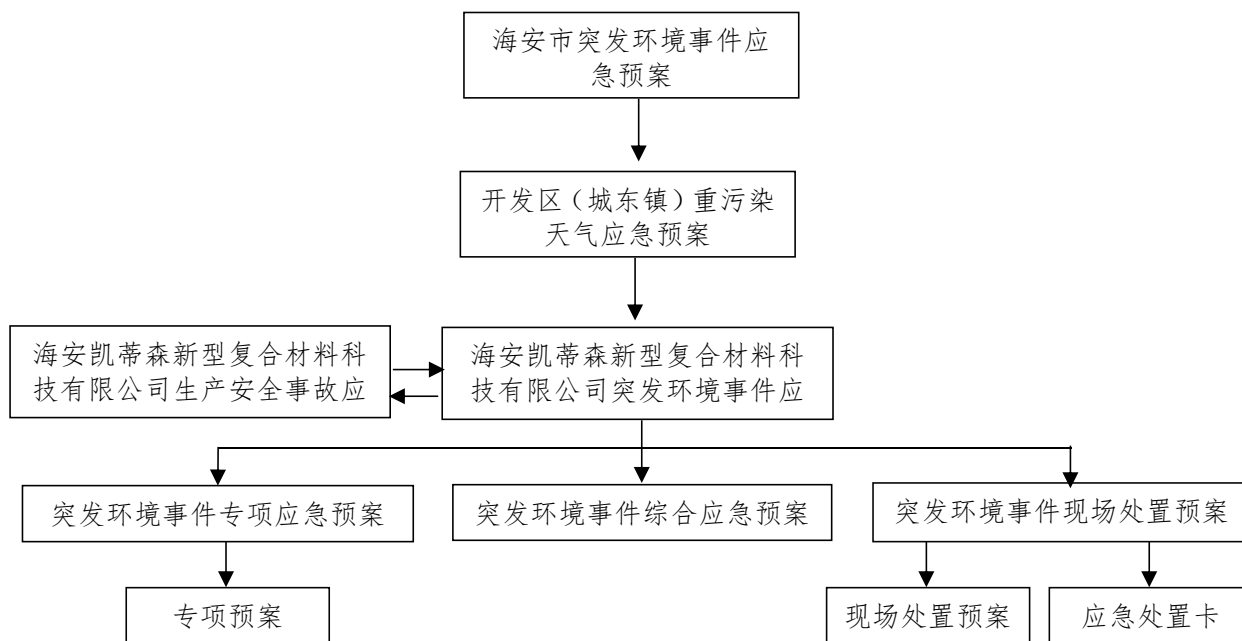 海安市突发环境事件应
急预案
开发区（城东镇）重污染
天气应急预案
海安凯蒂森新型复合材料科
技有限公司生产安全事故应
海安凯蒂森新型复合材料科
技有限公司突发环境事件应
突发环境事件专项应急预案
突发环境事件综合应急预案
突发环境事件现场处置预案
专项预案
现场处置预案
应急处置卡